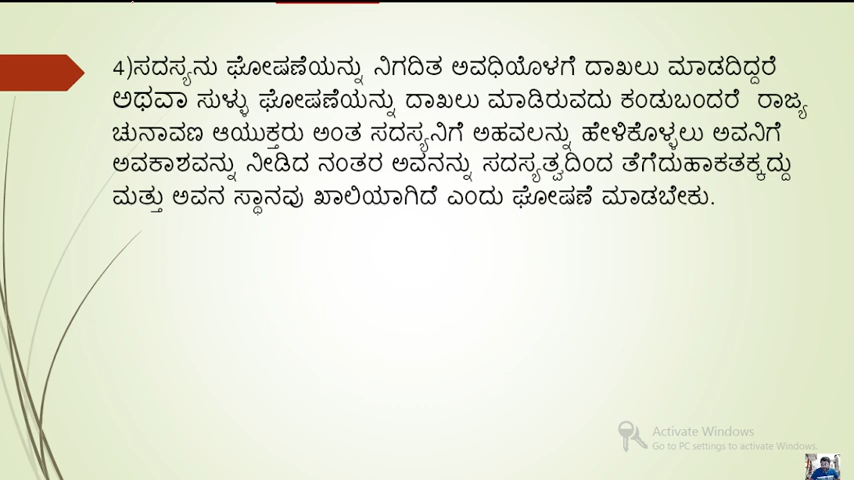 4)ಸದಸ್ಯನು ಘೋಷಣೆಯನ್ನು ನಿಗದಿತ ಅವಧಿಯೊಳಗೆ ದಾಖಲು ಮಾಡದಿದ್ದರೆ
ಅಥವಾ ಸುಳ್ಳು ಘೋಷಣೆಯನ್ನು ದಾಖಲು ಮಾಡಿರುವದು ಕಂಡುಬಂದರೆ ರಾಜ್ಯ
ಚುನಾವಣ ಆಯುಕ್ತರು ಅಂತ ಸದಸ್ಯನಿಗೆ ಅಹವಲನ್ನು ಹೇಳಿಕೊಳ್ಳಲು ಅವನಿಗೆ
ಅವಕಾಶವನ್ನು ನೀಡಿದ ನಂತರ ಅವನನ್ನು ಸದಸ್ಯತ್ವದಿಂದ ತೆಗೆದುಹಾಕತಕ್ಕದ್ದು
ಮತ್ತು ಅವನ ಸ್ಥಾನವು ಖಾಲಿಯಾಗಿದೆ ಎಂದು ಘೋಷಣೆ ಮಾಡಬೇಕು.
Activate Windows
Go to PC settings to activate Windows.